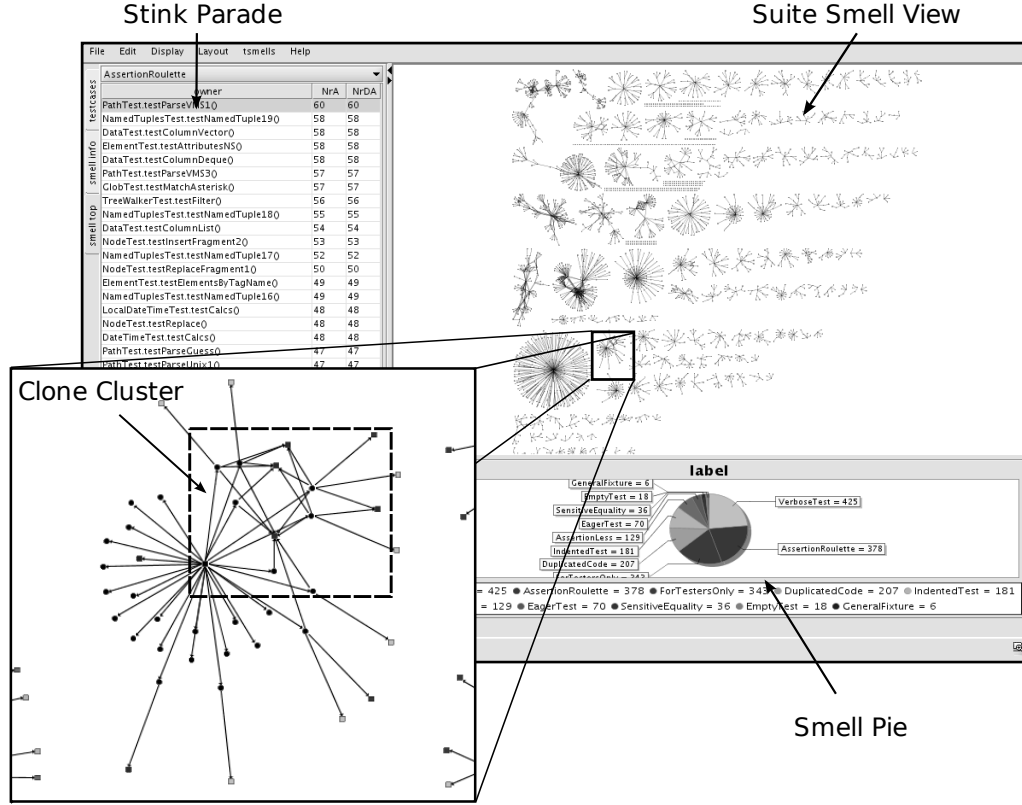 Stink Parade
Suite Smell View
File Edit Display Layout tsmells Help
AssertionRoulette
owner NrA NrDA
testcases
smell info
smell top
PathTest.testParseVMS1() 60 60
NamedTuplesTest.testNamedTuple19() 58 58
DataTest.testColumnVector() 58 58
ElementTest.testAttributesNS() 58 58
DataTest.testColumnDeque() 58 58
PathTest.testParseVMS3() 57 57
GlobTest.testMatchAsterisk() 57 57
TreeWalkerTest.testFilter() 56 56
NamedTuplesTest.testNamedTuple18() 55 55
DataTest.testColumnList() 54 54
NodeTest.testInsertFragment2() 53 53
NamedTuplesTest.testNamedTuple17() 52 52
NodeTest.testReplaceFragment1() 50 50
ElementTest.testElementsByTagName() 49 49
NamedTuplesTest.testNamedTuple16() 49 49
LocalDateTimeTest.testCalcs() 48 48
NodeTest.testReplace() 48 48
DateTimeTest.testCalcs() 48 48
PathTest.testParseGuess() 47 47
PathTest.testParseUnix1() 47 47
Clone Cluster
label
GeneralFixture = 6
EmptyTest = 18
SensitiveEquality = 36
EagerTest = 70
AssertionLess = 129
IndentedTest = 181
DuplicatedCode = 207
ForTestersOnly = 343
VerboseTest = 425
AssertionRoulette = 378
= 425 AssertionRoulette = 378 ForTestersOnly = 343 DuplicatedCode = 207 IndentedTest = 181
= 129 EagerTest = 70 SensitiveEquality = 36 EmptyTest = 18 GeneralFixture = 6
Smell Pie